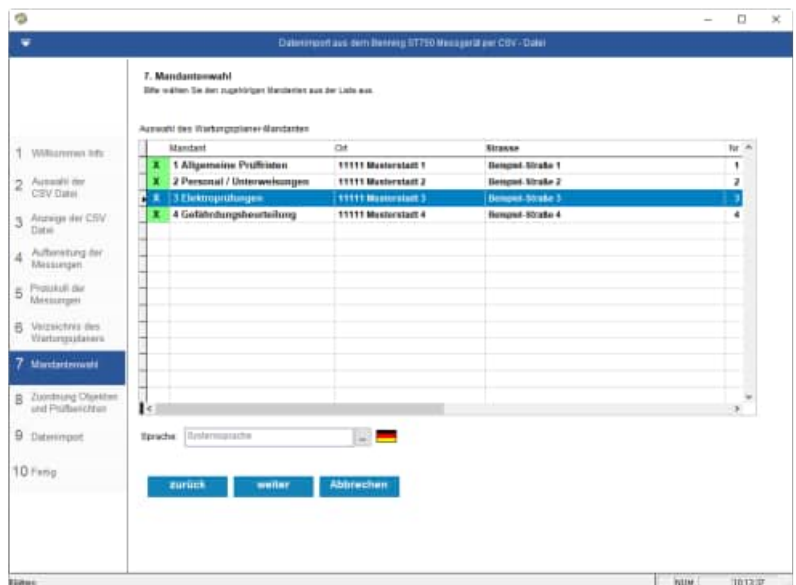 Datenimport aus dem Benning ST750 Messgerät per CSV - Datei
7. Mandantenwahl
Bitte wählen Sie den zugehörigen Mandanten aus der Liste aus.
Auswahl des Wartungsplaner-Mandanten
Mandant Ort Strasse Nr
X 1 Allgemeine Prüffristen 11111 Musterstadt 1 Beispiel-Straße 1 1
X 2 Personal / Unterweisungen 11111 Musterstadt 2 Beispiel-Straße 2 2
X 3 Elektroprüfungen 11111 Musterstadt 3 Beispiel-Straße 3 3
X 4 Gefährdungsbeurteilung 11111 Musterstadt 4 Beispiel-Straße 4 4
1 Willkommen Info
2 Auswahl der
CSV Datei
3 Anzeige der CSV
Datei
4 Aufbereitung der
Messungen
5 Protokoll der
Messungen
6 Verzeichnis des
Wartungsplaners
7 Mandantenwahl
8 Zuordnung Objekten
und Prüfberichten
9 Datenimport
10 Fertig
Sprache: Systemsprache ...
zurück weiter Abbrechen
NUM 10:13:37